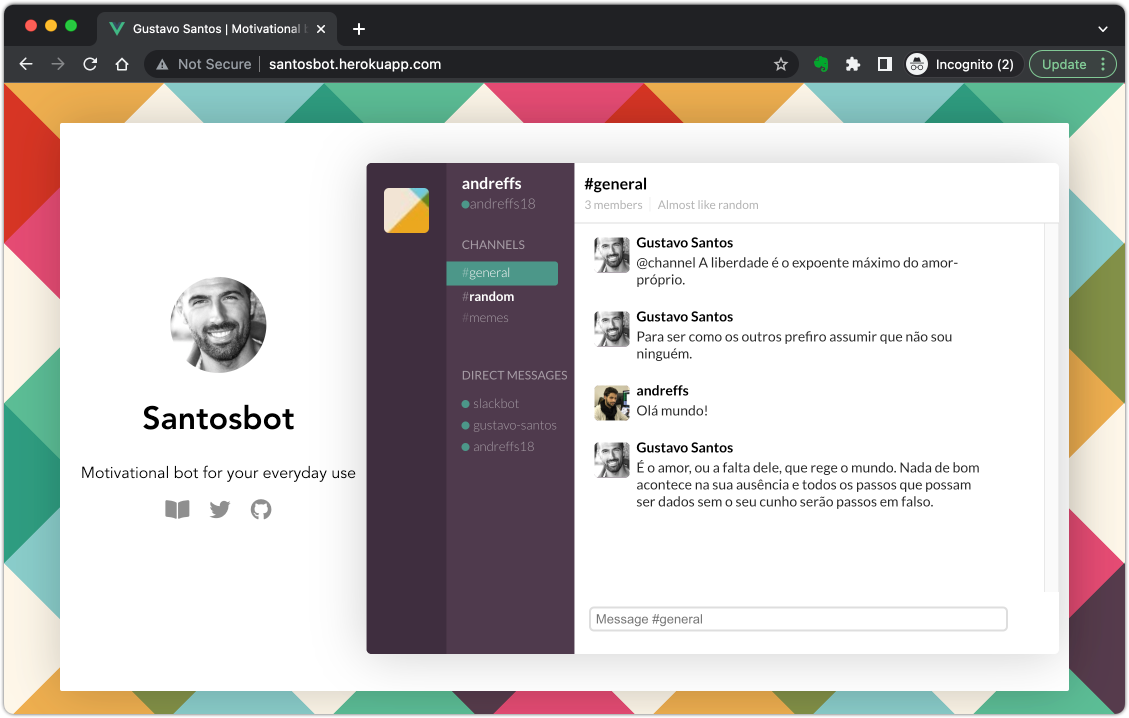 Gustavo Santos | Motivational
Not Secure
santosbot.herokuapp.com
Incognito (2)
Update
Santosbot
Motivational bot for your everyday use
andreffs
andreffs18
CHANNELS
#general
#random
#memes
DIRECT MESSAGES
slackbot
gustavo-santos
andreffs18
#general
3 members
Almost like random
Gustavo Santos
@channel A liberdade é o expoente máximo do amor-
próprio.
Gustavo Santos
Para ser como os outros prefiro assumir que não sou
ninguém.
andreffs
Olá mundo!
Gustavo Santos
É o amor, ou a falta dele, que rege o mundo. Nada de bom
acontece na sua ausência e todos os passos que possam
ser dados sem o seu cunho serão passos em falso.
Message #general